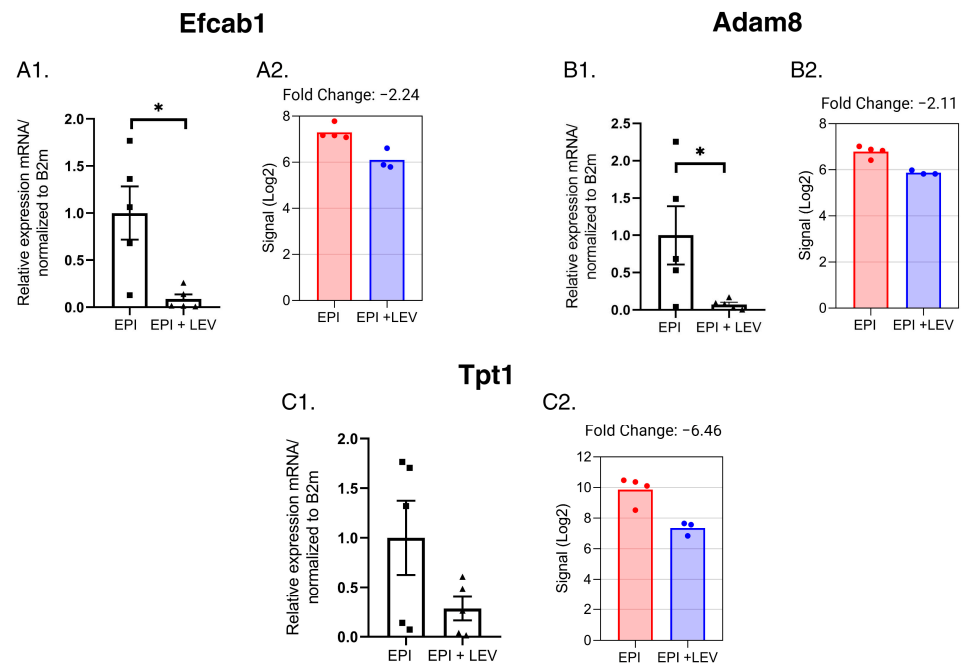 Efcab1
Adam8
A1.
A2.
B1.
B2.
Fold Change: −2.24
Fold Change: −2.11
Relative expression mRNA/
normalized to B2m
2.0
1.5
1.0
0.5
0.0
*
EPI
EPI + LEV
Signal (Log2)
8
6
4
2
0
EPI
EPI +LEV
Relative expression mRNA/
normalized to B2m
2.5
2.0
1.5
1.0
0.5
0.0
*
EPI
EPI + LEV
Signal (Log2)
8
6
4
2
0
EPI
EPI +LEV
Tpt1
C1.
C2.
Fold Change: −6.46
Relative expression mRNA/
normalized to B2m
2.0
1.5
1.0
0.5
0.0
EPI
EPI + LEV
Signal (Log2)
12
10
8
6
4
2
0
EPI
EPI +LEV